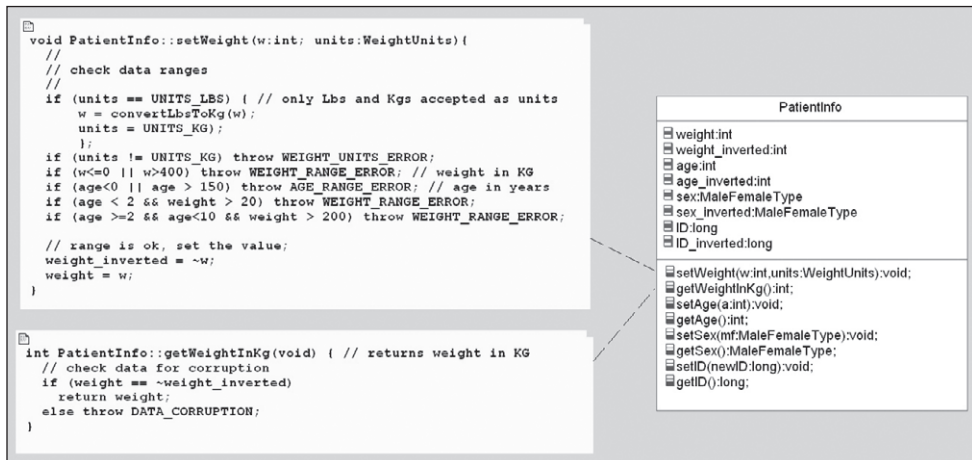 void PatientInfo::setWeight(w:int; units:WeightUnits){
//
// check data ranges
//
if (units == UNITS_LBS) { // only Lbs and Kgs accepted as units
w = convertLbsToKg(w);
units = UNITS_KG);
};
if (units != UNITS_KG) throw WEIGHT_UNITS_ERROR;
if (w<=0 || w>400) throw WEIGHT_RANGE_ERROR; // weight in KG
if (age<0 || age > 150) throw AGE_RANGE_ERROR; // age in years
if (age < 2 && weight > 20) throw WEIGHT_RANGE_ERROR;
if (age >=2 && age<10 && weight > 200) throw WEIGHT_RANGE_ERROR;
// range is ok, set the value;
weight_inverted = ~w;
weight = w;
}
int PatientInfo::getWeightInKg(void) { // returns weight in KG
// check data for corruption
if (weight == ~weight_inverted)
return weight;
else throw DATA_CORRUPTION;
}
PatientInfo
weight:int
weight_inverted:int
age:int
age_inverted:int
sex:MaleFemaleType
sex_inverted:MaleFemaleType
ID:long
ID_inverted:long
setWeight(w:int,units:WeightUnits):void;
getWeightInKg():int;
setAge(a:int):void;
getAge():int;
setSex(mf:MaleFemaleType):void;
getSex():MaleFemaleType;
setID(newID:long):void;
getID():long;